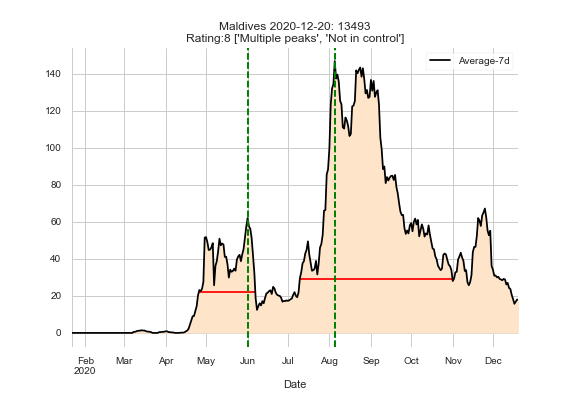 Maldives 2020-12-20: 13493
Rating:8 ['Multiple peaks', 'Not in control']
Average-7d
140
120
100
80
60
40
20
0
Feb Mar Apr May Jun Jul Aug Sep Oct Nov Dec
2020
Date